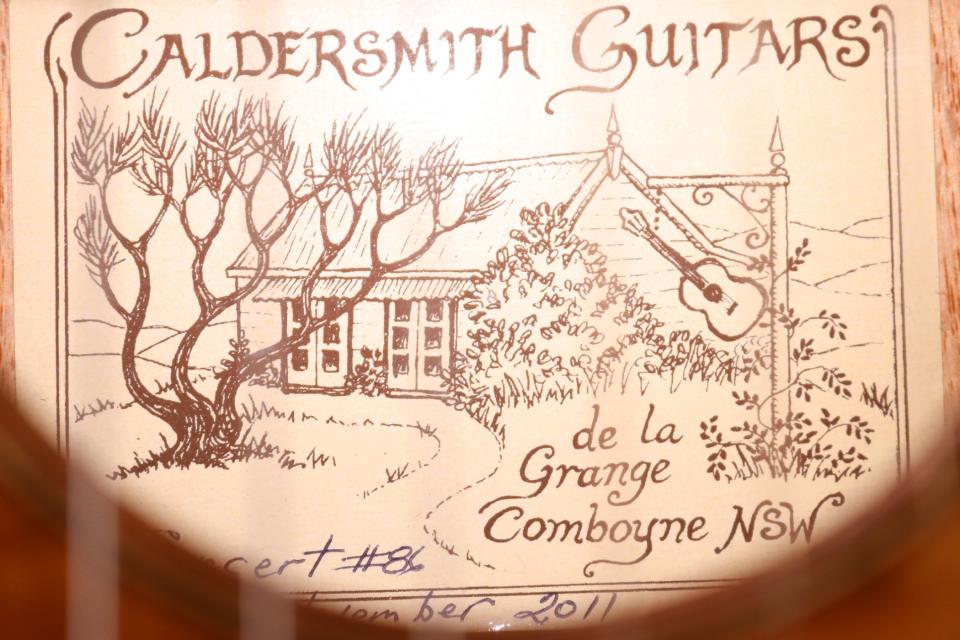 CALDERSMITH GUITARS
de la
Grange
Comboyne NSW
#86
2011